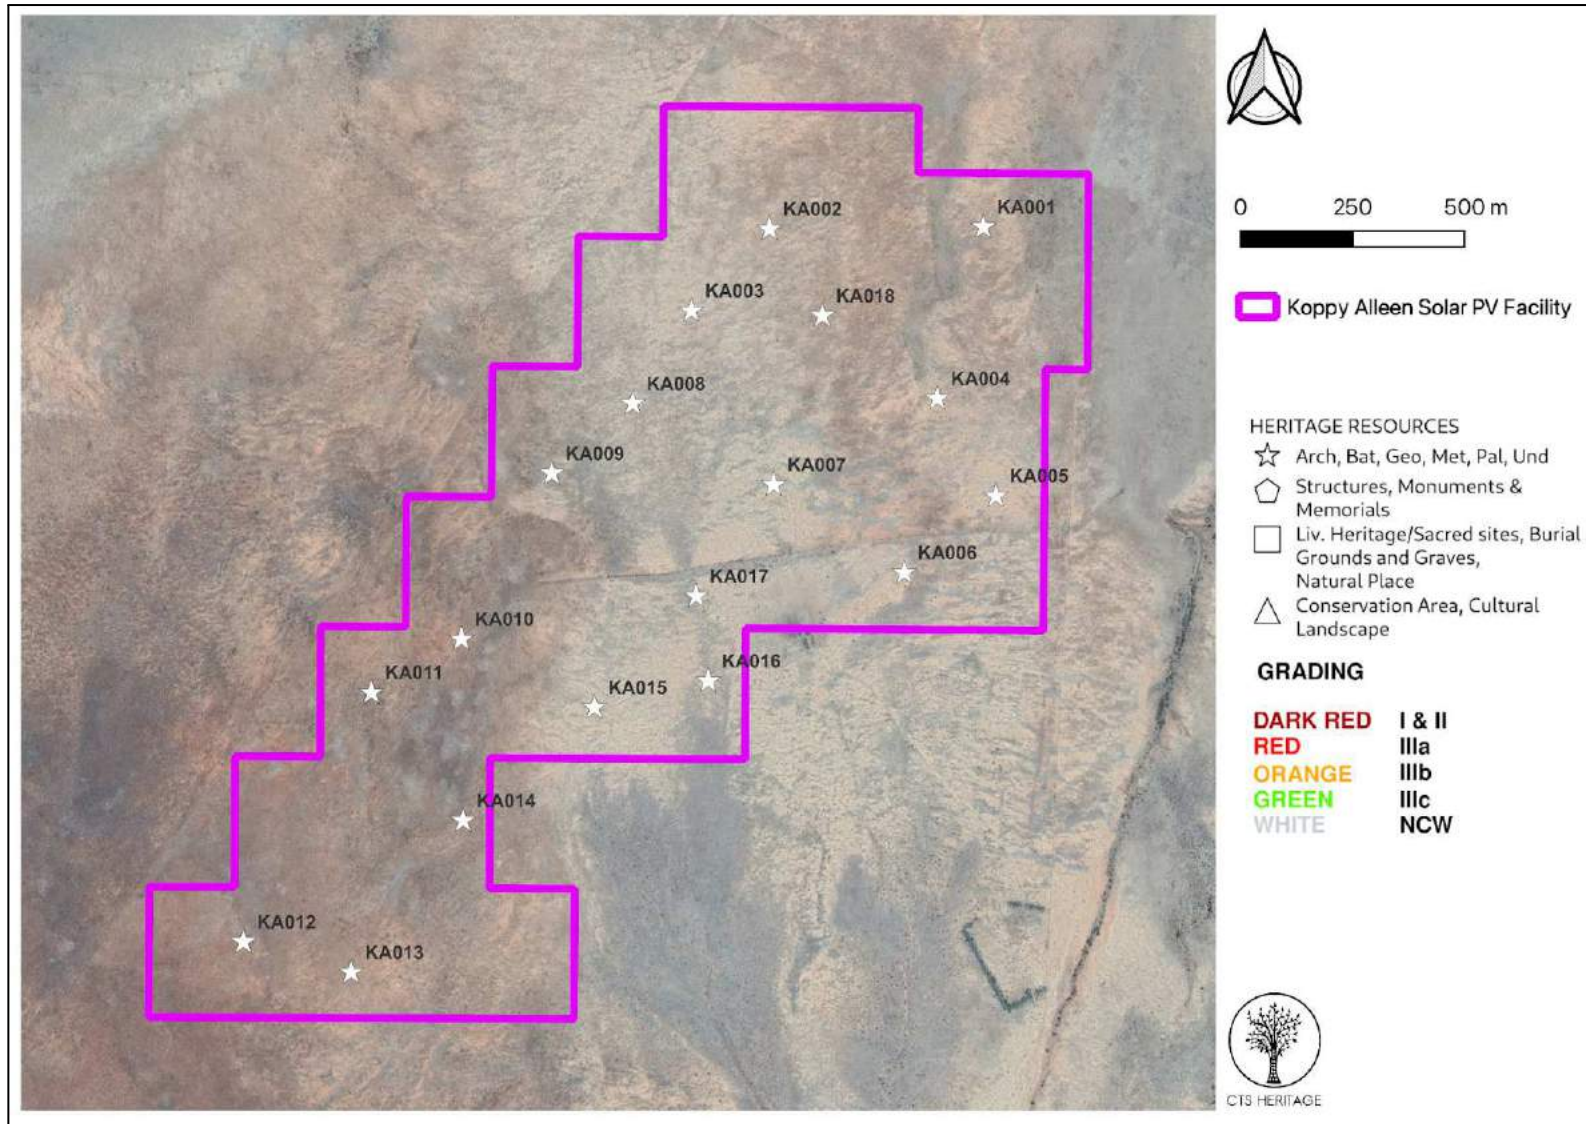 KA002
KA001
KA003
KA018
KA008
KA004
KA009
KA007
KA005
KA006
KA017
KA010
KA011
KA016
KA015
KA014
KA012
KA013
0 250 500 m
Koppy Alleen Solar PV Facility
HERITAGE RESOURCES
Arch, Bat, Geo, Met, Pal, Und
Structures, Monuments &
Memorials
Liv. Heritage/Sacred sites, Burial
Grounds and Graves,
Natural Place
Conservation Area, Cultural
Landscape
GRADING
DARK RED I & II
RED IIIa
ORANGE IIIb
GREEN IIIc
WHITE NCW
CTS HERITAGE